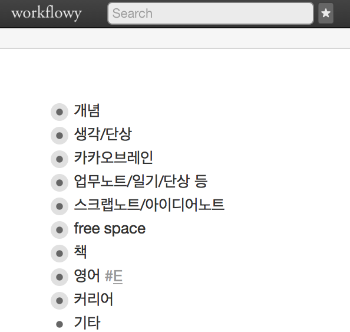 workflowy
Search
개념
생각/단상
카카오브레인
업무노트/일기/단상 등
스크랩노트/아이디어노트
free space
책
영어 #E
커리어
기타